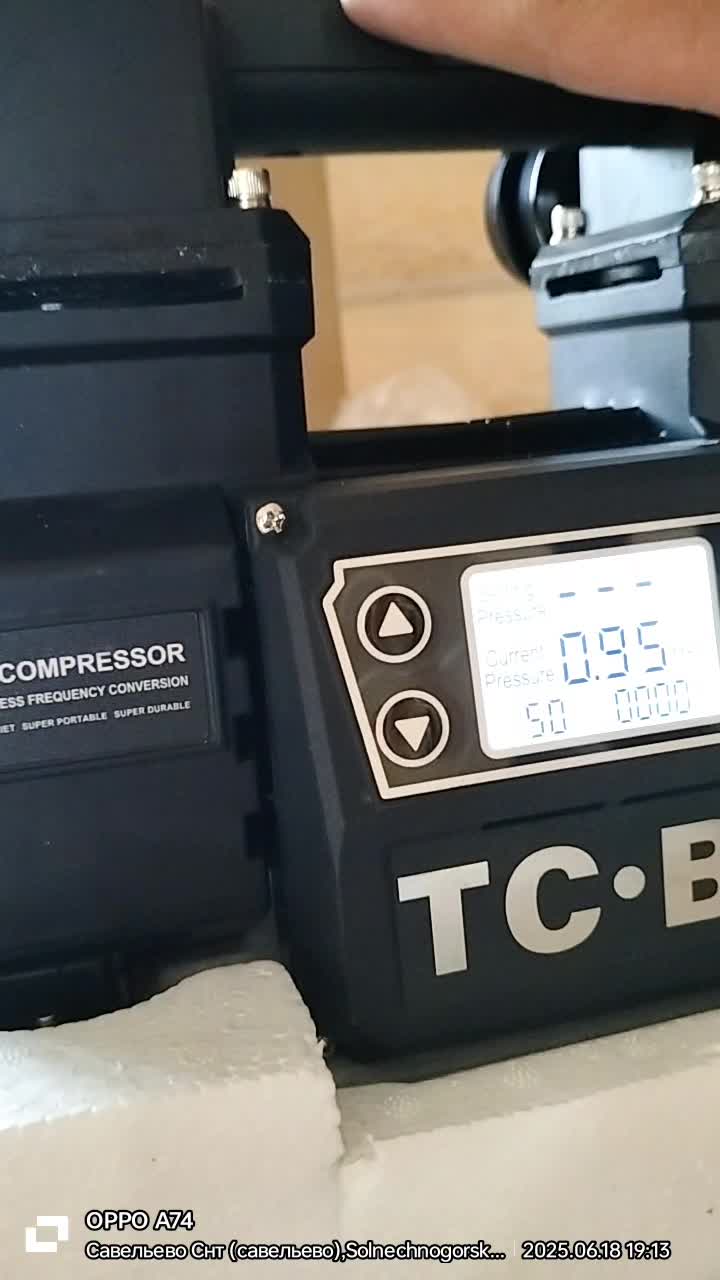 COMPRESSOR
ESS FREQUENCY CONVERSION
IET SUPER PORTABLE SUPER DURABLE
Pressure - - -
Current
Pressure 0.95
50 0000
TC·B
OPPO A74
Савельево Снт (савельево),Solnechnogorsk... 2025.06.18 19:13